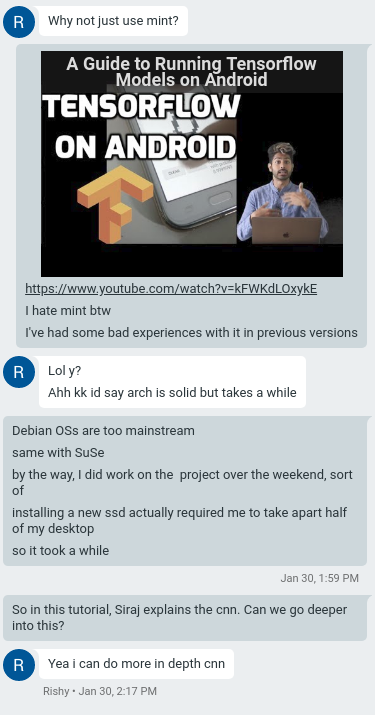 R
Why not just use mint?
A Guide to Running Tensorflow
Models on Android
TENSORFLOW
ON ANDROID
https://www.youtube.com/watch?v=kFWKdLOxykE
I hate mint btw
I've had some bad experiences with it in previous versions
R
Lol y?
Ahh kk id say arch is solid but takes a while
Debian OSs are too mainstream
same with SuSe
by the way, I did work on the  project over the weekend, sort
of
installing a new ssd actually required me to take apart half
of my desktop
so it took a while
Jan 30, 1:59 PM
So in this tutorial, Siraj explains the cnn. Can we go deeper
into this?
R
Yea i can do more in depth cnn
Rishy • Jan 30, 2:17 PM